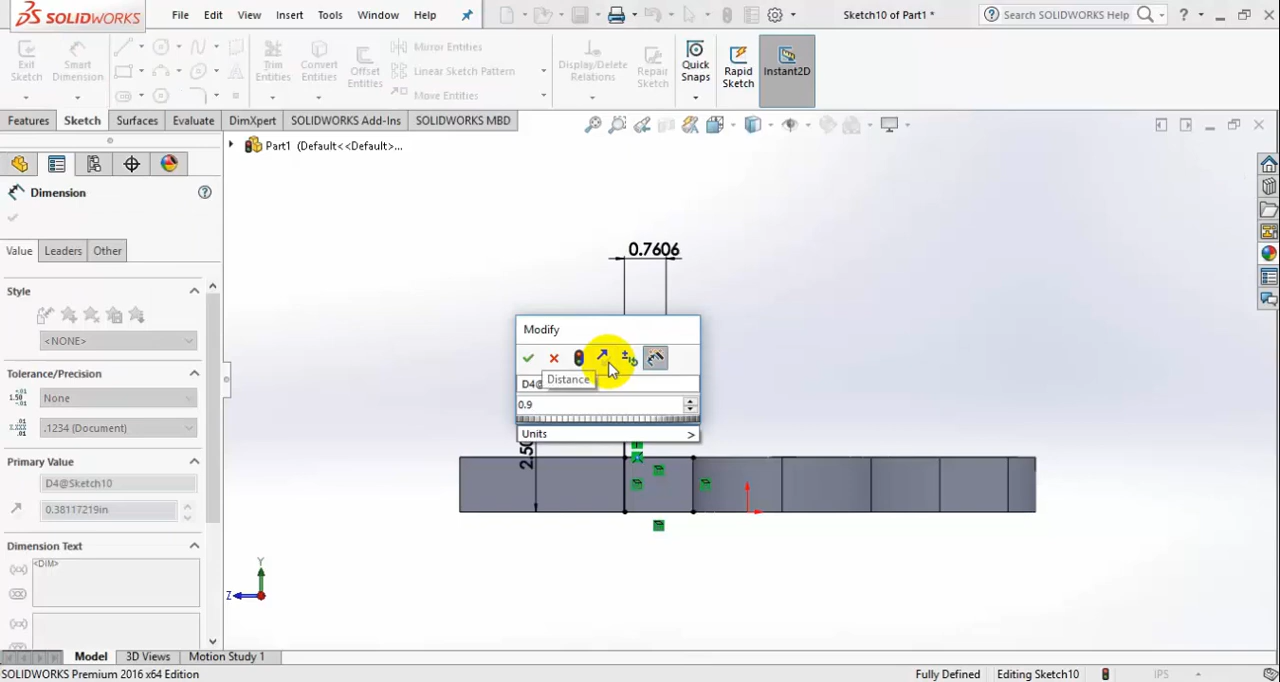 SOLIDWORKS File Edit View Insert Tools Window Help Sketch10 of Part1 * Search SOLIDWORKS Help ?
Exit Sketch Smart Dimension Trim Entities Convert Entities Offset Entities Mirror Entities Linear Sketch Pattern Move Entities Display/Delete Relations Repair Sketch Quick Snaps Rapid Sketch Instant2D
Features Sketch Surfaces Evaluate DimXpert SOLIDWORKS Add-Ins SOLIDWORKS MBD
Part1 (Default<<Default>...
Dimension
Value Leaders Other
Style
<NONE>
Tolerance/Precision
1.50 None
.1234 (Document)
Primary Value
D4@Sketch10
0.38117219in
Dimension Text
<DIM>
0.7606
Modify
Distance
D4@
0.9
Units >
Y
Z
Model 3D Views Motion Study 1
SOLIDWORKS Premium 2016 x64 Edition Fully Defined Editing Sketch10 IPS